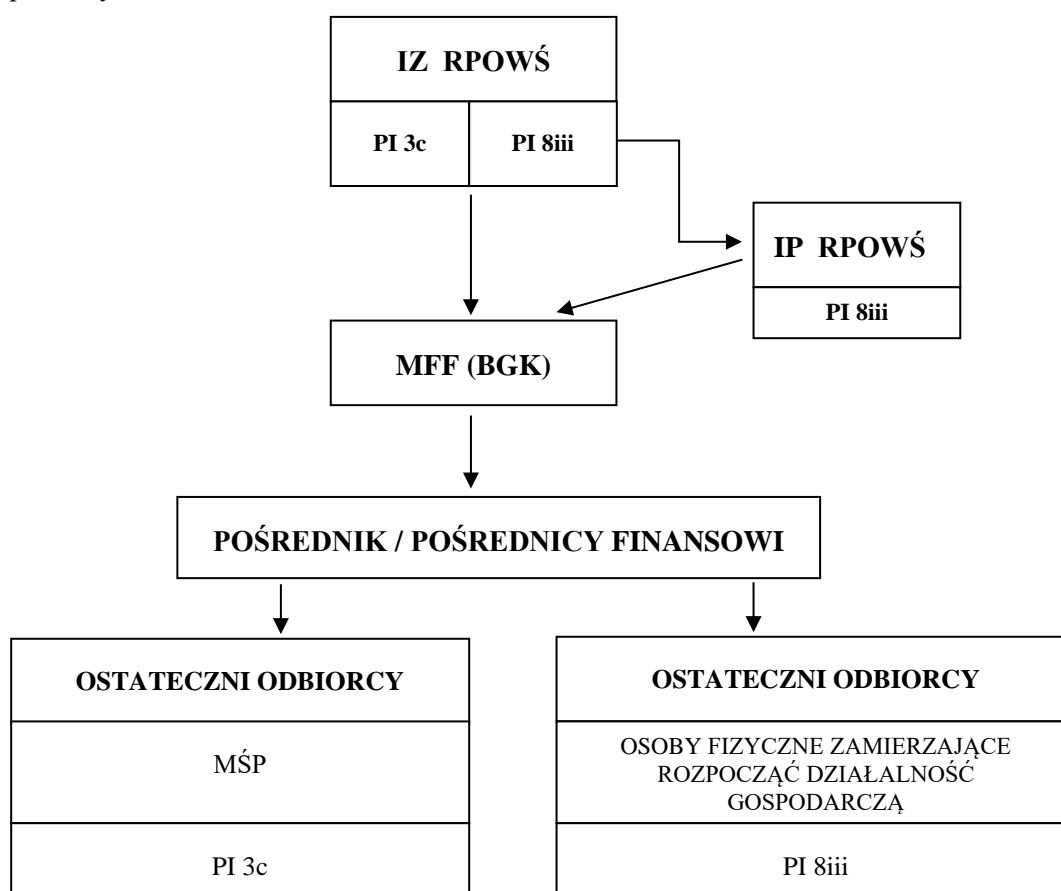 IZ RPOWŚ
PI 3c
PI 8iii
IP RPOWŚ
PI 8iii
MFF (BGK)
POŚREDNIK / POŚREDNICY FINANSOWI
OSTATECZNI ODBIORCY
MŚP
PI 3c
OSTATECZNI ODBIORCY
OSOBY FIZYCZNE ZAMIERZAJĄCE
ROZPOCZĄĆ DZIAŁALNOŚĆ
GOSPODARCZĄ
PI 8iii